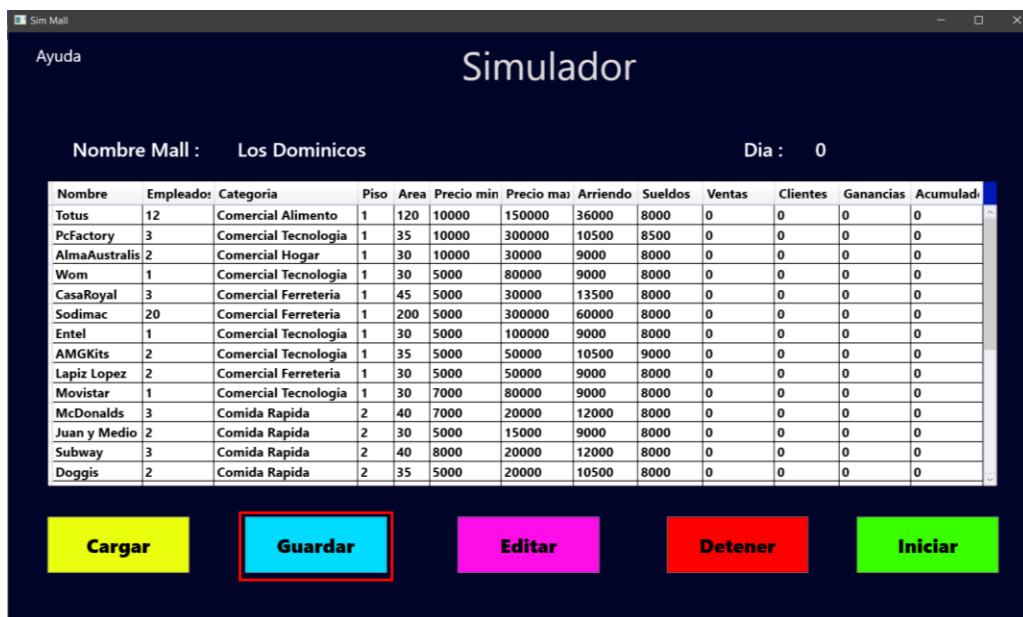 Sim Mall
Ayuda
Simulador
Nombre Mall : Los Dominicos Dia : 0
Nombre Empleados Categoria Piso Area Precio min Precio max Arriendo Sueldos Ventas Clientes Ganancias Acumulad
Totus 12 Comercial Alimento 1 120 10000 150000 36000 8000 0 0 0 0
PcFactory 3 Comercial Tecnologia 1 35 10000 300000 10500 8500 0 0 0 0
AlmaAustralis 2 Comercial Hogar 1 30 10000 30000 9000 8000 0 0 0 0
Wom 1 Comercial Tecnologia 1 30 5000 80000 9000 8000 0 0 0 0
CasaRoyal 3 Comercial Ferreteria 1 45 5000 30000 13500 8000 0 0 0 0
Sodimac 20 Comercial Ferreteria 1 200 5000 300000 60000 8000 0 0 0 0
Entel 1 Comercial Tecnologia 1 30 5000 100000 9000 8000 0 0 0 0
AMGKits 2 Comercial Tecnologia 1 35 5000 50000 10500 9000 0 0 0 0
Lapiz Lopez 2 Comercial Ferreteria 1 30 5000 50000 9000 8000 0 0 0 0
Movistar 1 Comercial Tecnologia 1 30 7000 80000 9000 8000 0 0 0 0
McDonalds 3 Comida Rapida 2 40 7000 20000 12000 8000 0 0 0 0
Juan y Medio 2 Comida Rapida 2 30 5000 15000 9000 8000 0 0 0 0
Subway 3 Comida Rapida 2 40 8000 20000 12000 8000 0 0 0 0
Doggis 2 Comida Rapida 2 35 5000 20000 10500 8000 0 0 0 0
Cargar Guardar Editar Detener Iniciar